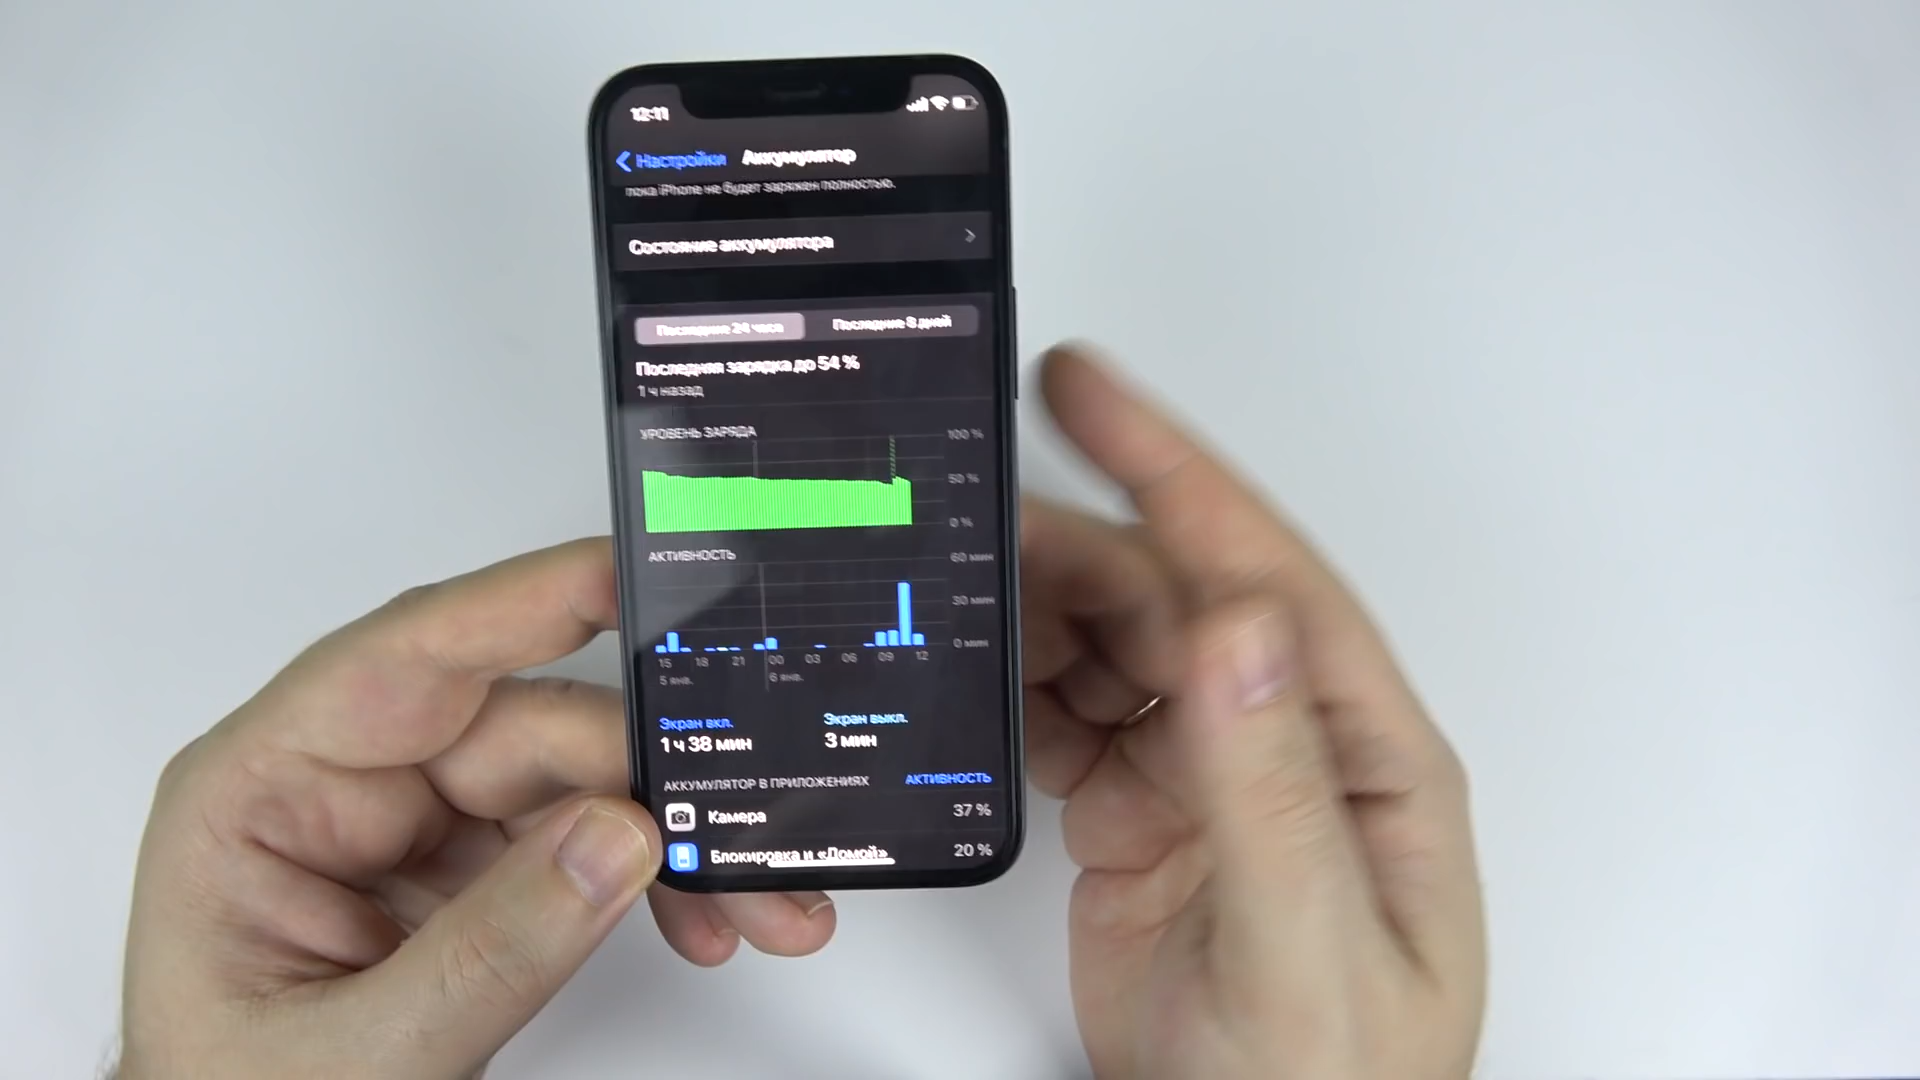 12:11
Настройки Аккумулятор
пока iPhone не будет заряжен полностью.
Состояние аккумулятора
Последние 24 часа Последние 8 дней
Последняя зарядка до 54 %
1 ч назад
УРОВЕНЬ ЗАРЯДА
100 %
50 %
0 %
АКТИВНОСТЬ
60 мин
30 мин
0 мин
15 18 21 00 03 06 09 12
5 янв. 6 янв.
Экран вкл. Экран выкл.
1 ч 38 мин 3 мин
АККУМУЛЯТОР В ПРИЛОЖЕНИЯХ АКТИВНОСТЬ
Камера 37 %
Блокировка и «Домой» 20 %